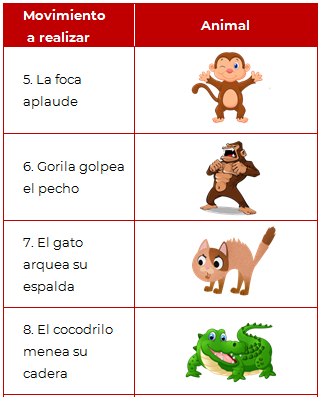 Movimiento
a realizar
Animal
5. La foca
aplaude
6. Gorila golpea
el pecho
7. El gato
arquea su
espalda
8. El cocodrilo
menea su
cadera